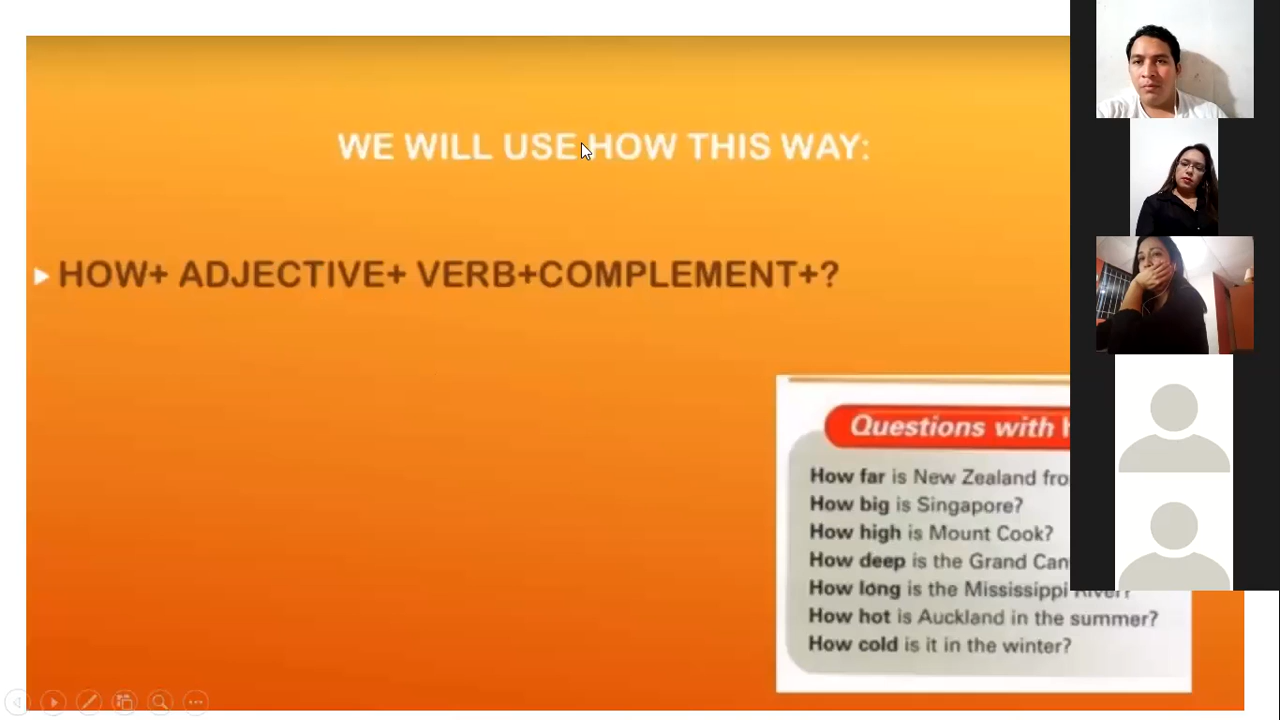 WE WILL USE HOW THIS WAY:
HOW+ ADJECTIVE+ VERB+COMPLEMENT+?
Questions with
How far is New Zealand
How big is Singapore?
How high is Mount Cook?
How deep is the Grand
How long is the Mississippi River?
How hot is Auckland in the summer?
How cold is it in the winter?